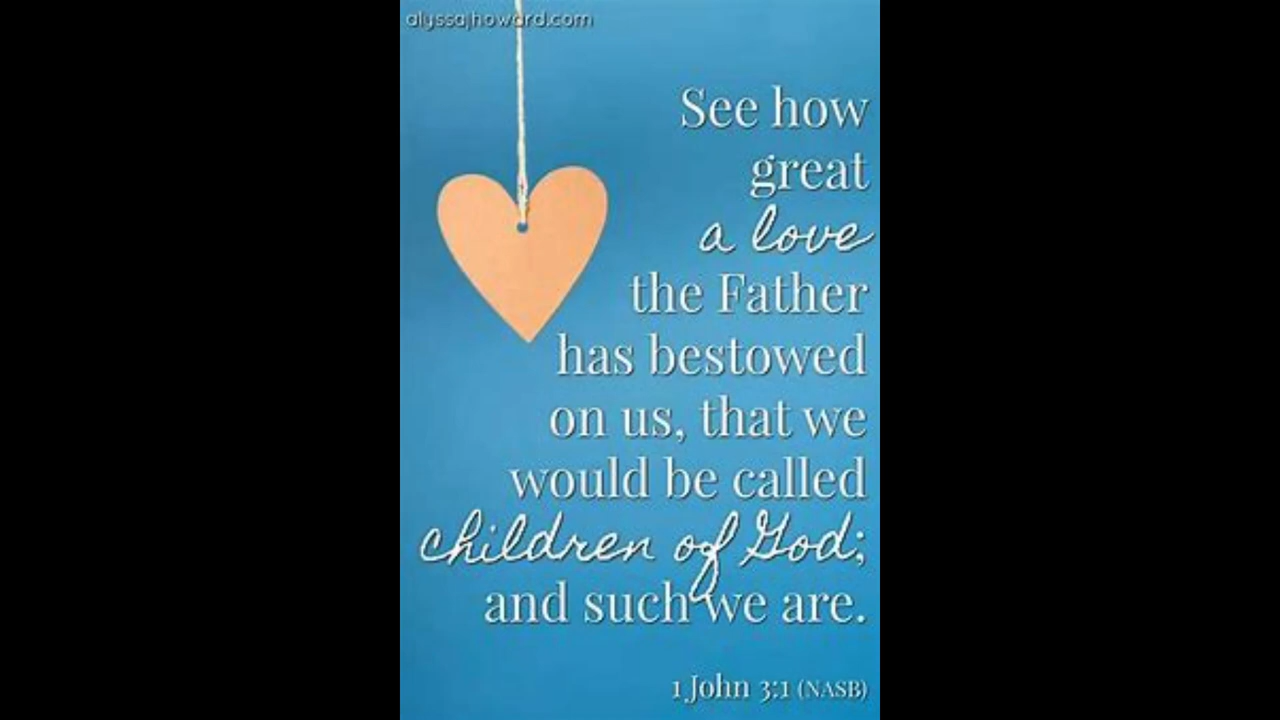 alyssajhoward.com
See how
great
a love
the Father
has bestowed
on us, that we
would be called
children of God;
and such we are.
1 John 3:1 (NASB)